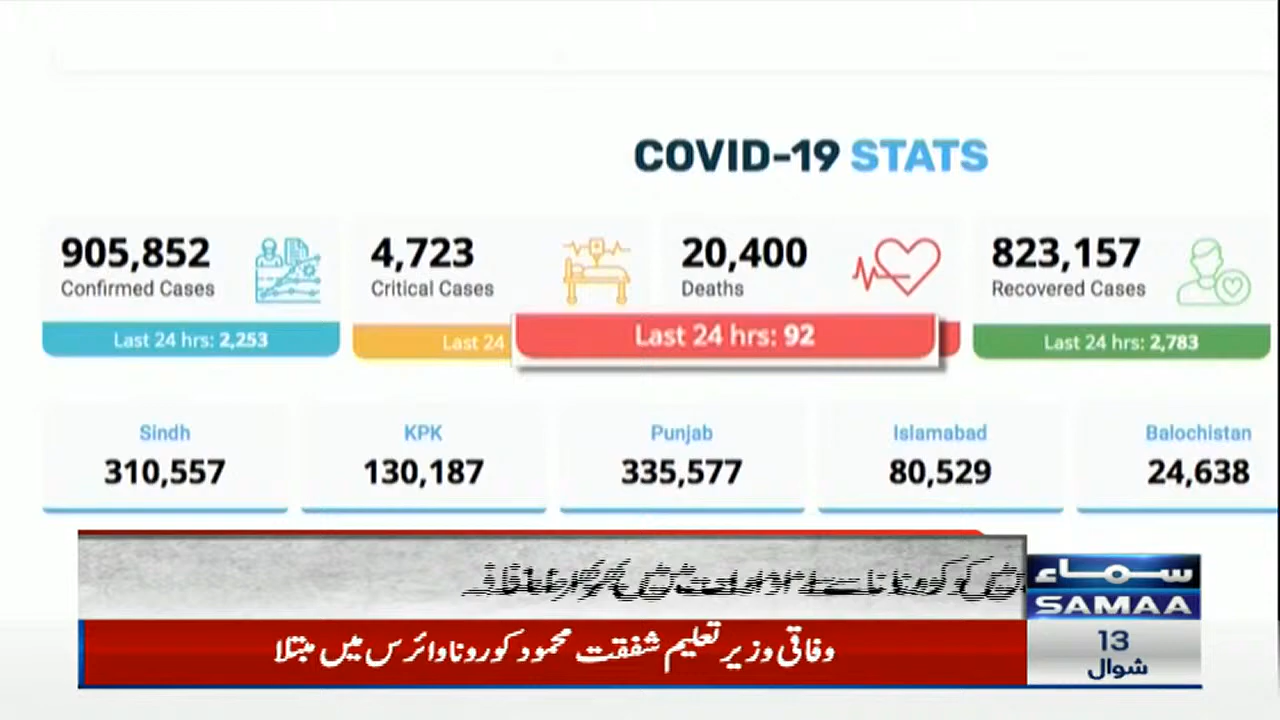 COVID-19 STATS
905,852
Confirmed Cases
Last 24 hrs: 2,253
4,723
Critical Cases
Last 24
20,400
Deaths
Last 24 hrs: 92
823,157
Recovered Cases
Last 24 hrs: 2,783
Sindh
310,557
KPK
130,187
Punjab
335,577
Islamabad
80,529
Balochistan
24,638
سماء
SAMAA
وفاقی وزیر تعلیم شفقت محمود کورونا وائرس میں مبتلا
13
شوال